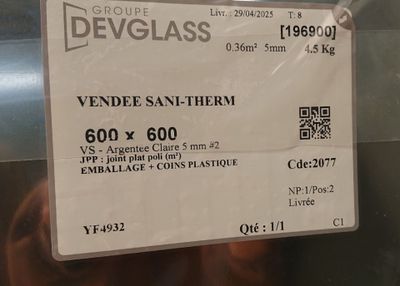 GROUPE
DEVGLASS
Livr. : 29/04/2025 T: 8
[196900]
0.36m² 5mm 4.5 Kg
VENDEE SANI-THERM
600 x 600
VS - Argentée Claire 5 mm #2
JPP : joint plat poli (m²)
EMBALLAGE + COINS PLASTIQUE
Cde:2077
NP:1/Pos:2
Livrée
YF4932
Qté : 1/1
C1